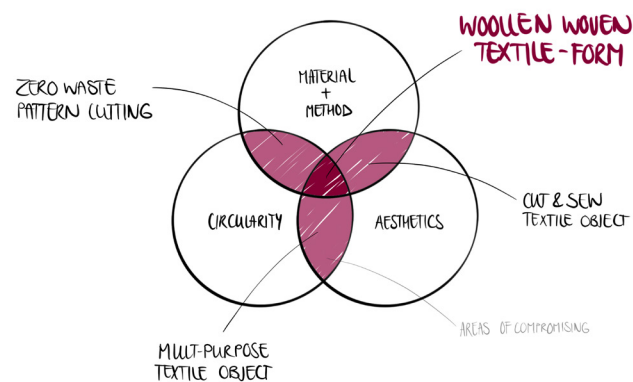 WOOLLEN WOVEN
TEXTILE-FORM
MATERIAL
+
METHOD
ZERO WASTE
PATTERN CUTTING
CIRCULARITY
AESTHETICS
CUT & SEW
TEXTILE OBJECT
AREAS OF COMPROMISING
MULTI-PURPOSE
TEXTILE OBJECT